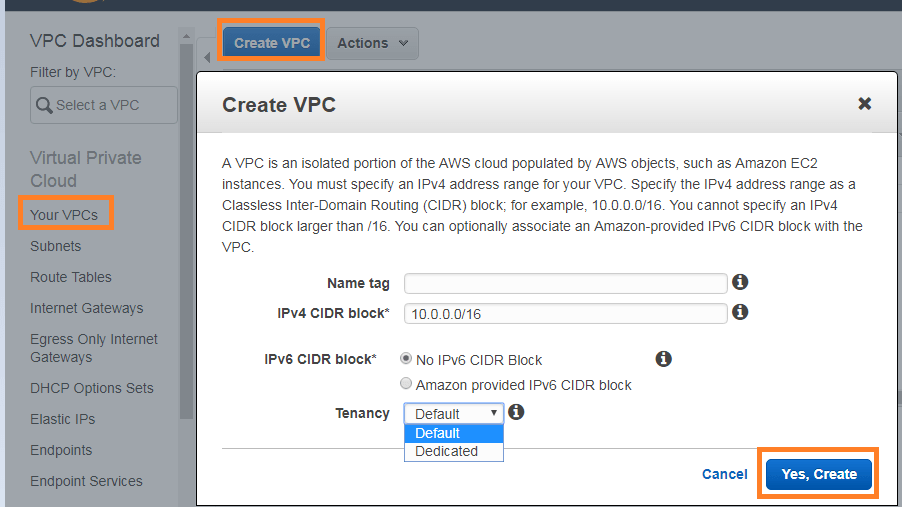 VPC Dashboard
Filter by VPC:
Select a VPC
Virtual Private
Cloud
Your VPCs
Subnets
Route Tables
Internet Gateways
Egress Only Internet
Gateways
DHCP Options Sets
Elastic IPs
Endpoints
Endpoint Services
Create VPC
Actions
Create VPC
A VPC is an isolated portion of the AWS cloud populated by AWS objects, such as Amazon EC2
instances. You must specify an IPv4 address range for your VPC. Specify the IPv4 address range as a
Classless Inter-Domain Routing (CIDR) block; for example, 10.0.0.0/16. You cannot specify an IPv4
CIDR block larger than /16. You can optionally associate an Amazon-provided IPv6 CIDR block with the
VPC.
Name tag
IPv4 CIDR block* 10.0.0.0/16
IPv6 CIDR block* No IPv6 CIDR Block
Amazon provided IPv6 CIDR block
Tenancy Default
Default
Dedicated
Cancel Yes, Create